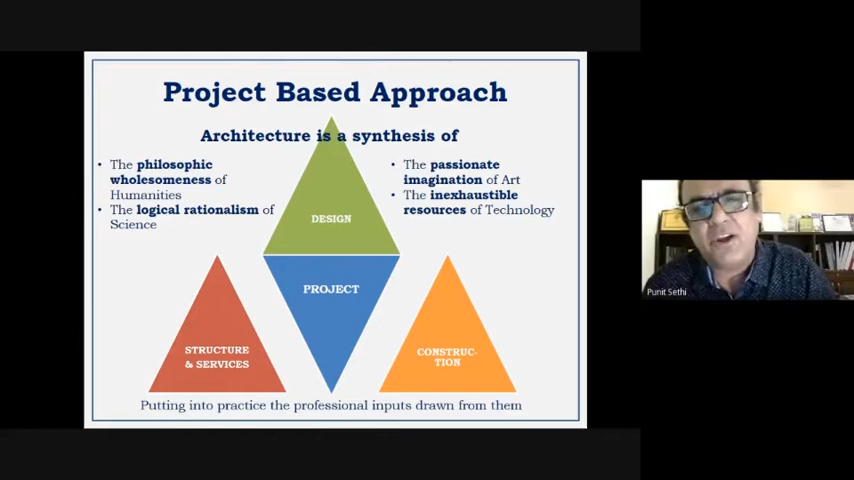 Project Based Approach
Architecture is a synthesis of
• The philosophic
wholesomeness of
Humanities
• The logical rationalism of
Science
• The passionate
imagination of Art
• The inexhaustible
resources of Technology
DESIGN
PROJECT
STRUCTURE
& SERVICES
CONSTRUC-
TION
Putting into practice the professional inputs drawn from them
Punit Sethi